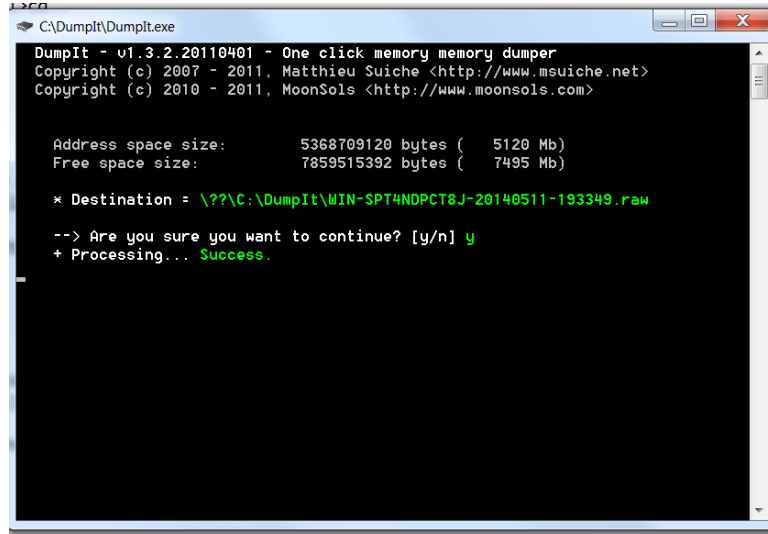 C:\DumpIt\DumpIt.exe
DumpIt - v1.3.2.20110401 - One click memory memory dumper
Copyright (c) 2007 - 2011, Matthieu Suiche <http://www.msuiche.net>
Copyright (c) 2010 - 2011, MoonSols <http://www.moonsols.com>
Address space size: 5368709120 bytes ( 5120 Mb)
Free space size: 7859515392 bytes ( 7495 Mb)
* Destination = \??\C:\DumpIt\WIN-SPT4NDPCT8J-20140511-193349.raw
--> Are you sure you want to continue? [y/n] y
+ Processing... Success.